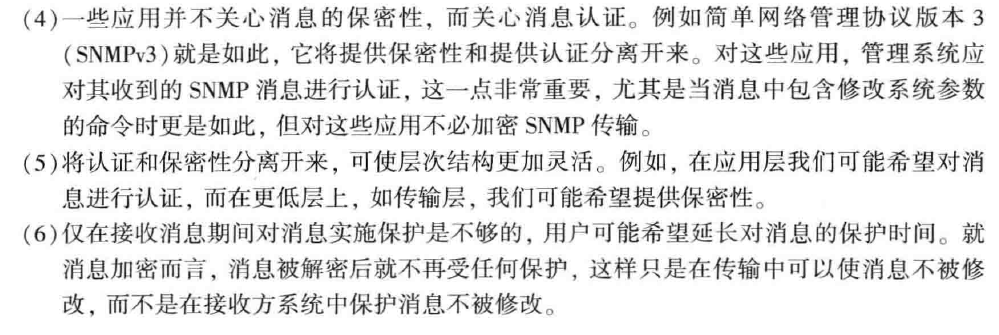 (4)一些应用并不关心消息的保密性，而关心消息认证。例如简单网络管理协议版本 3
(SNMPv3)就是如此，它将提供保密性和提供认证分离开来。对这些应用，管理系统应
对其收到的 SNMP 消息进行认证，这一点非常重要，尤其是当消息中包含修改系统参数
的命令时更是如此，但对这些应用不必加密 SNMP 传输。
(5)将认证和保密性分离开来，可使层次结构更加灵活。例如，在应用层我们可能希望对消
息进行认证，而在更低层上，如传输层，我们可能希望提供保密性。
(6)仅在接收消息期间对消息实施保护是不够的，用户可能希望延长对消息的保护时间。就
消息加密而言，消息被解密后就不再受任何保护，这样只是在传输中可以使消息不被修
改，而不是在接收方系统中保护消息不被修改。